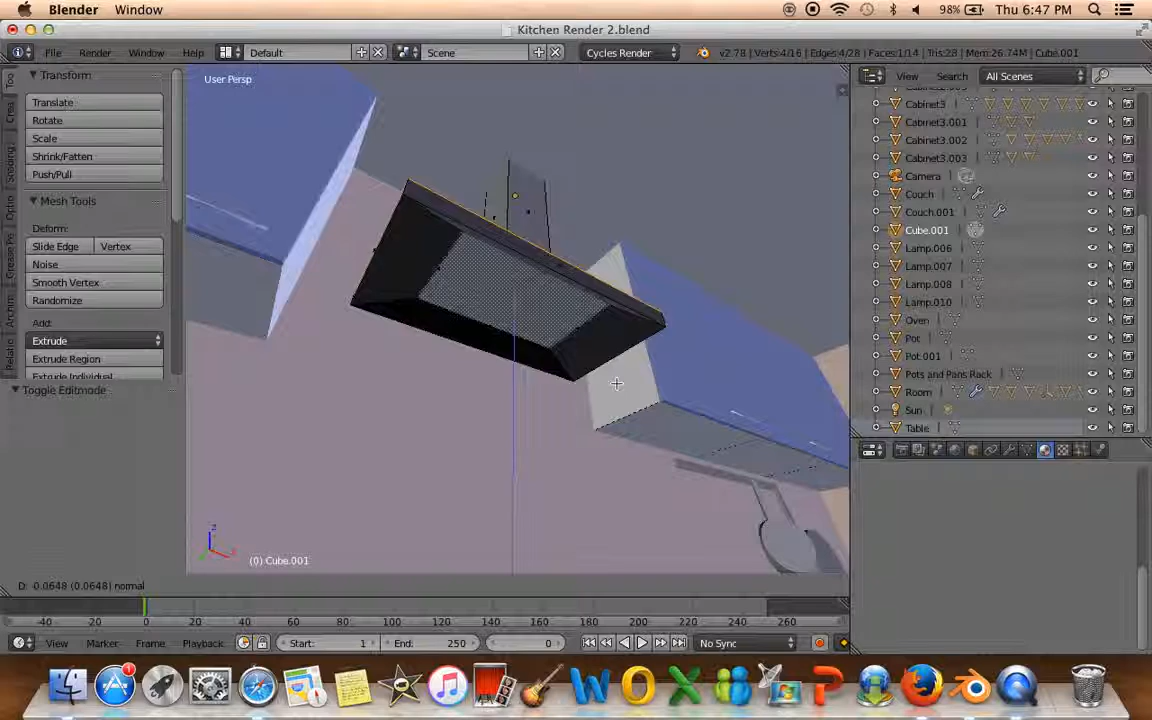 Blender Window 98% Thu 6:47 PM
Kitchen Render 2.blend
File Render Window Help Default Scene Cycles Render v2.78 | Verts:4/16 | Edges:4/28 | Faces:1/14 | Tris:28 | Mem:26.74M | Cube.001
Transform
Translate
Rotate
Scale
Shrink/Fatten
Push/Pull
Mesh Tools
Deform:
Slide Edge Vertex
Noise
Smooth Vertex
Randomize
Add:
Extrude
Extrude Region
Extrude Individual
Toggle Editmode
User Persp
(0) Cube.001
View Search All Scenes
Cabinet3
Cabinet3.001
Cabinet3.002
Cabinet3.003
Camera
Couch
Couch.001
Cube.001
Lamp.006
Lamp.007
Lamp.008
Lamp.010
Oven
Pot
Pot.001
Pots and Pans Rack
Room
Sun
Table
D: 0.0648 (0.0648) normal
-40 -20 0 20 40 60 80 100 120 140 160 180 200 220 240 260
View Marker Frame Playback Start: 1 End: 250 0 No Sync